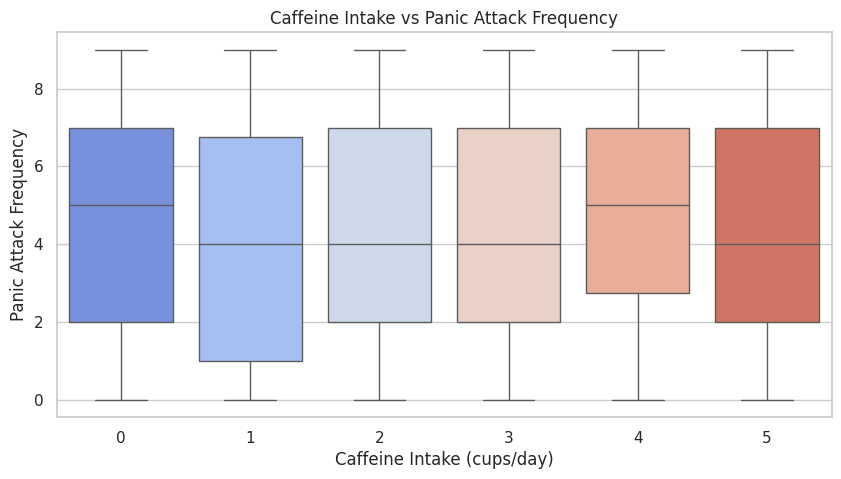 Caffeine Intake vs Panic Attack Frequency
Panic Attack Frequency
8
6
4
2
0
0 1 2 3 4 5
Caffeine Intake (cups/day)